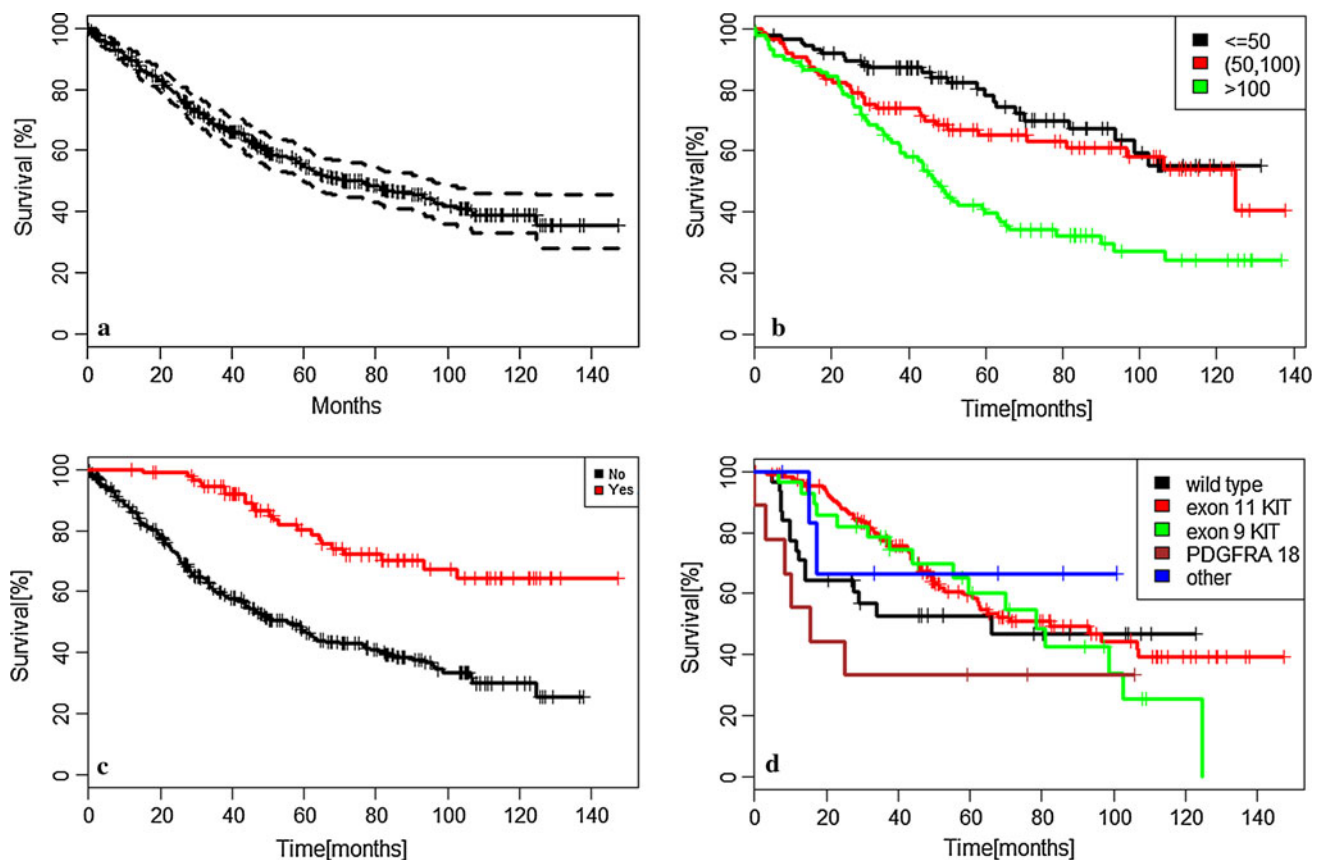 Survival [%]
100
80
60
40
20
0
a
0 20 40 60 80 100 120 140
Months
Survival [%]
100
80
60
40
20
0
<=50
(50,100)
>100
b
0 20 40 60 80 100 120 140
Time[months]
Survival[%]
100
80
60
40
20
0
No
Yes
c
0 20 40 60 80 100 120 140
Time[months]
Survival[%]
100
80
60
40
20
0
wild type
exon 11 KIT
exon 9 KIT
PDGFRA 18
other
d
0 20 40 60 80 100 120 140
Time[months]